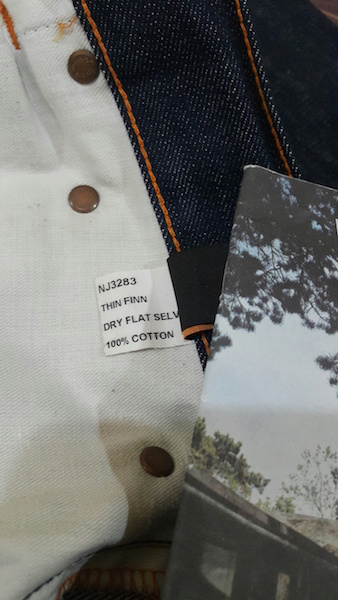 NJ3283
THIN FINN
DRY FLAT SELV
100% COTTON